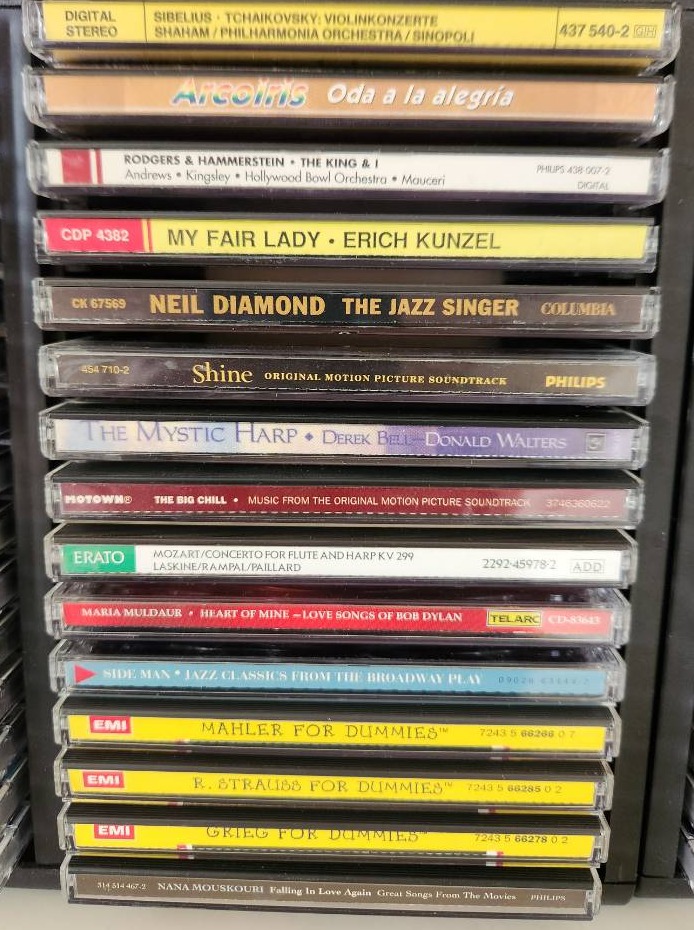 DIGITAL STEREO
SIBELIUS · TCHAIKOVSKY: VIOLINKONZERTE
SHAHAM / PHILHARMONIA ORCHESTRA / SINOPOLI
437 540-2 GH
Arcoiris Oda a la alegría
RODGERS & HAMMERSTEIN • THE KING & I
Andrews • Kingsley • Hollywood Bowl Orchestra • Mauceri
PHILIPS 438 007-2
DIGITAL
CDP 4382 MY FAIR LADY • ERICH KUNZEL
CK 67569 NEIL DIAMOND THE JAZZ SINGER COLUMBIA
454 710-2 Shine ORIGINAL MOTION PICTURE SOUNDTRACK PHILIPS
THE MYSTIC HARP • DEREK BELL—DONALD WALTERS
MOTOWN® THE BIG CHILL • MUSIC FROM THE ORIGINAL MOTION PICTURE SOUNDTRACK 3746360622
ERATO
MOZART/CONCERTO FOR FLUTE AND HARP KV 299
LASKINE/RAMPAL/PAILLARD
2292-45978-2 ADD
MARIA MULDAUR • HEART OF MINE – LOVE SONGS OF BOB DYLAN TELARC CD-83643
SIDE MAN • JAZZ CLASSICS FROM THE BROADWAY PLAY
EMI MAHLER FOR DUMMIES™ 7243 5 66266 0 7
EMI R. STRAUSS FOR DUMMIES™ 7243 5 66285 0 2
EMI GRIEG FOR DUMMIES™ 7243 5 66278 0 2
314 514 467-2 NANA MOUSKOURI Falling In Love Again Great Songs From The Movies PHILIPS